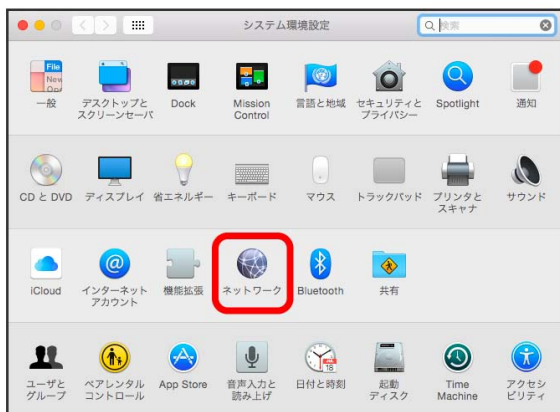 システム環境設定
検索
File
New
一般
デスクトップと
スクリーンセーバ
Dock
Mission
Control
言語と地域
セキュリティと
プライバシー
Spotlight
通知
CD と DVD
ディスプレイ
省エネルギー
キーボード
マウス
トラックパッド
プリンタと
スキャナ
サウンド
iCloud
インターネット
アカウント
機能拡張
ネットワーク
Bluetooth
共有
ユーザと
グループ
ペアレンタル
コントロール
App Store
音声入力と
読み上げ
18
日付と時刻
起動
ディスク
Time
Machine
アクセシ
ビリティ